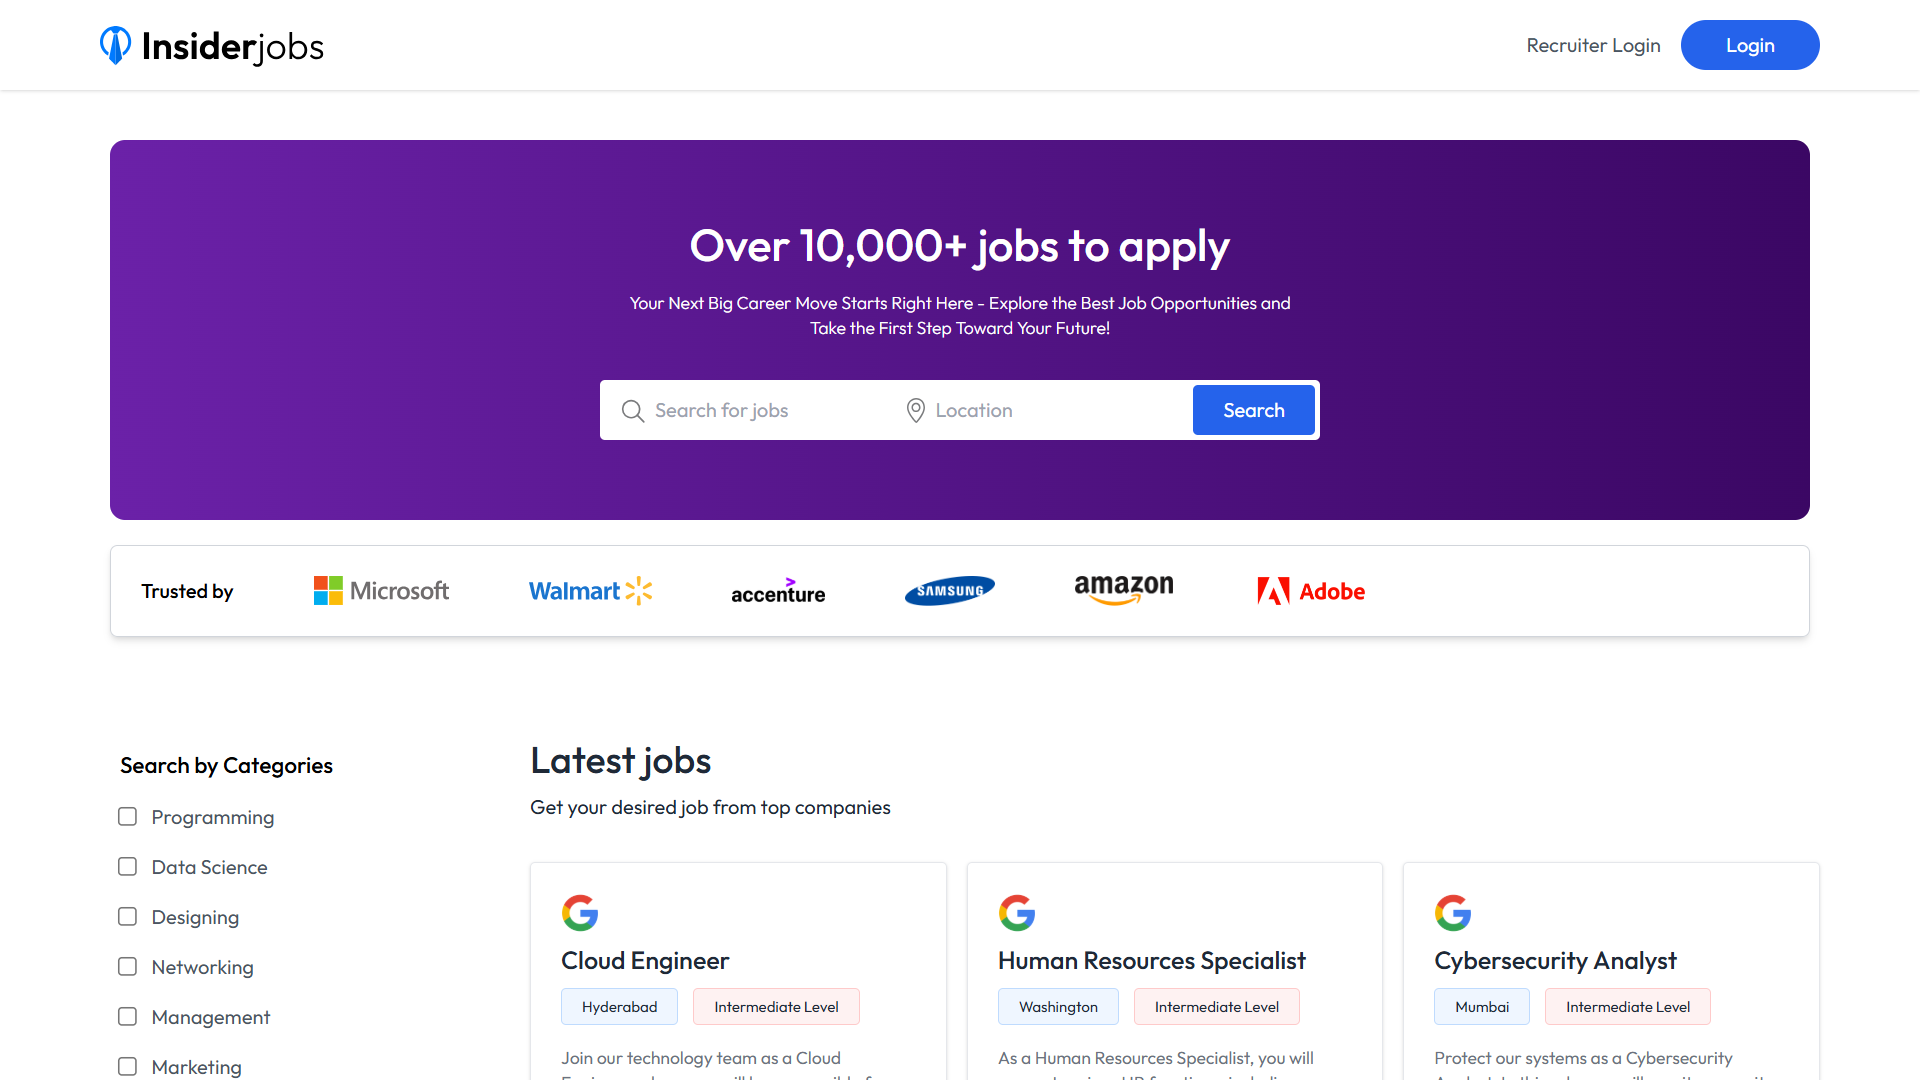 Insiderjobs
Recruiter Login
Login
Over 10,000+ jobs to apply
Your Next Big Career Move Starts Right Here - Explore the Best Job Opportunities and
Take the First Step Toward Your Future!
Search for jobs
Location
Search
Trusted by
Microsoft
Walmart
accenture
SAMSUNG
amazon
Adobe
Search by Categories
Programming
Data Science
Designing
Networking
Management
Marketing
Latest jobs
Get your desired job from top companies
Cloud Engineer
Hyderabad
Intermediate Level
Join our technology team as a Cloud
Human Resources Specialist
Washington
Intermediate Level
As a Human Resources Specialist, you will
Cybersecurity Analyst
Mumbai
Intermediate Level
Protect our systems as a Cybersecurity